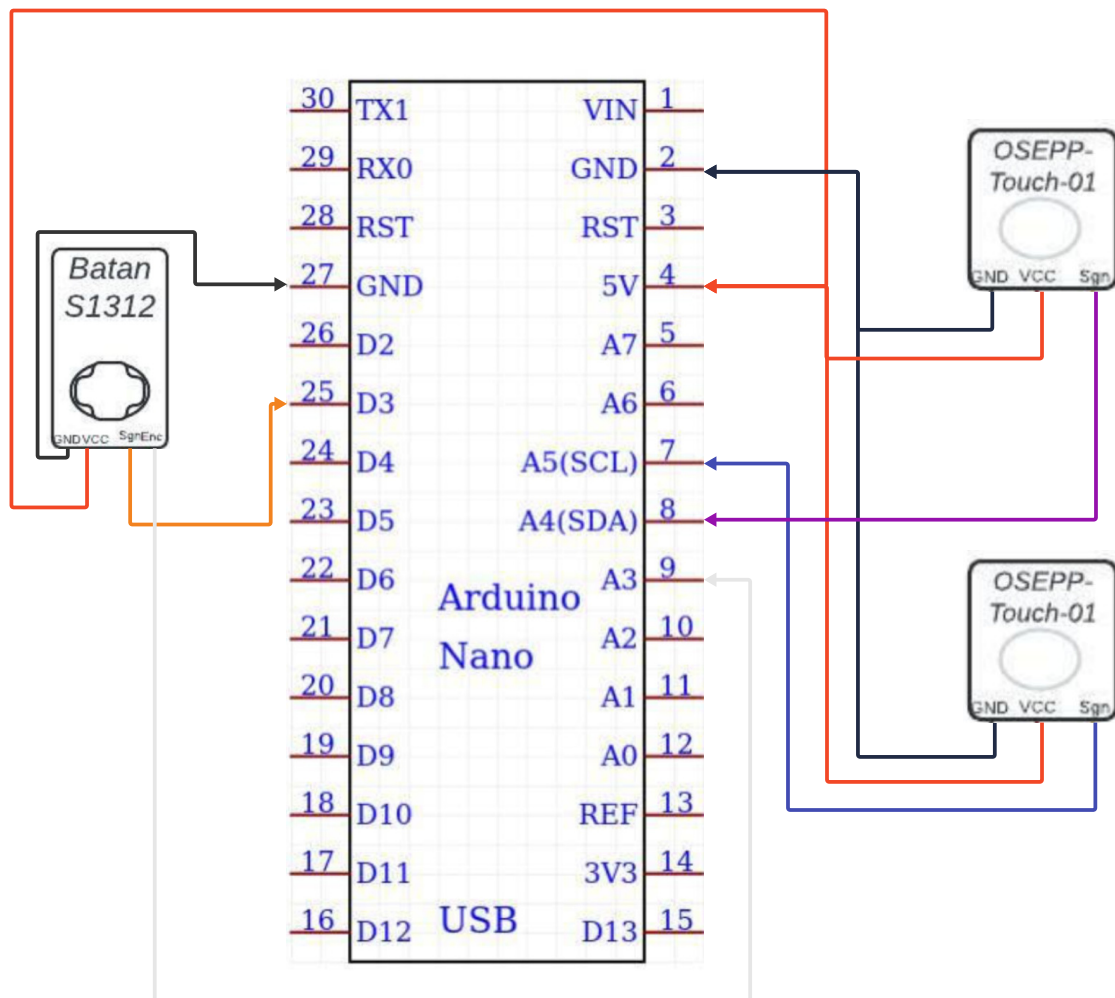 30 TX1 VIN 1
29 RX0 GND 2
28 RST RST 3
27 GND 5V 4
26 D2 A7 5
25 D3 A6 6
24 D4 A5(SCL) 7
23 D5 A4(SDA) 8
22 D6 A3 9
21 D7 A2 10
20 D8 A1 11
19 D9 A0 12
18 D10 REF 13
17 D11 3V3 14
16 D12 D13 15
Arduino
Nano
USB
Batan
S1312
GND VCC Sgn Enc
OSEPP-
Touch-01
GND VCC Sgn
OSEPP-
Touch-01
GND VCC Sgn